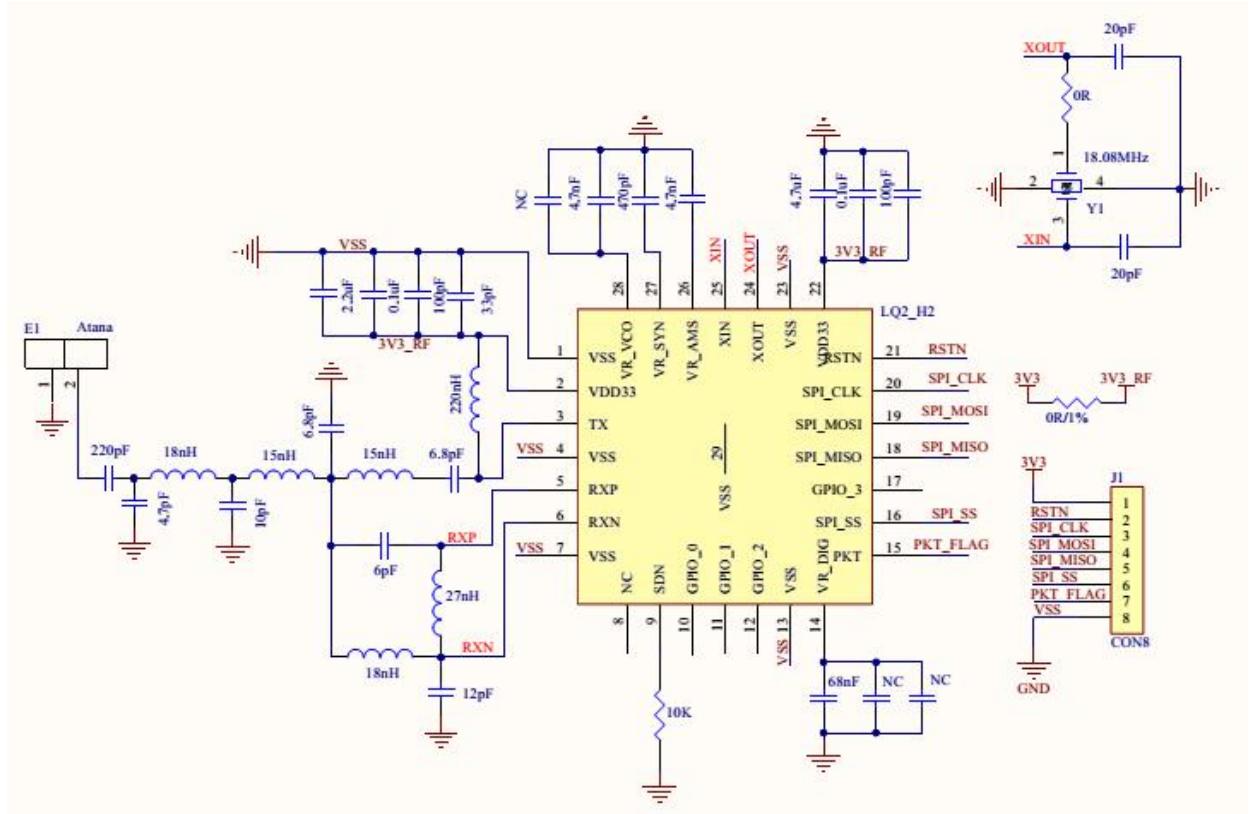 20pF
XOUT
0R
1
18.08MHz
2
4
Y1
3
XIN
20pF
NC
4.7nF
470pF
4.7nF
XIN
XOUT
VSS
4.7uF
0.1uF
100pF
3V3_RF
VSS
2.2uF
0.1uF
100pF
33pF
3V3_RF
28
27
26
25
24
23
22
LQ2_H2
VR_VCO
VR_SYN
VR_AMS
XIN
XOUT
VSS
VDD33
E1
Atana
1
2
1
VSS
RSTN
21
RSTN
2
VDD33
SPI_CLK
20
SPI_CLK
3
TX
SPI_MOSI
19
SPI_MOSI
VSS
4
VSS
SPI_MISO
18
SPI_MISO
5
RXP
GPIO_3
17
6
RXN
SPI_SS
16
SPI_SS
VSS
7
VSS
PKT
15
PKT_FLAG
29
VSS
220nH
6.8pF
220pF
18nH
15nH
15nH
6.8pF
4.7pF
10pF
RXP
6pF
27nH
RXN
18nH
12pF
NC
SDN
GPIO_0
GPIO_1
GPIO_2
VSS
VR_DIG
8
9
10
11
12
13
14
VSS
10K
68nF
NC
NC
3V3
3V3_RF
0R/1%
3V3
J1
1
RSTN
2
SPI_CLK
3
SPI_MOSI
4
SPI_MISO
5
SPI_SS
6
PKT_FLAG
7
VSS
8
CON8
GND